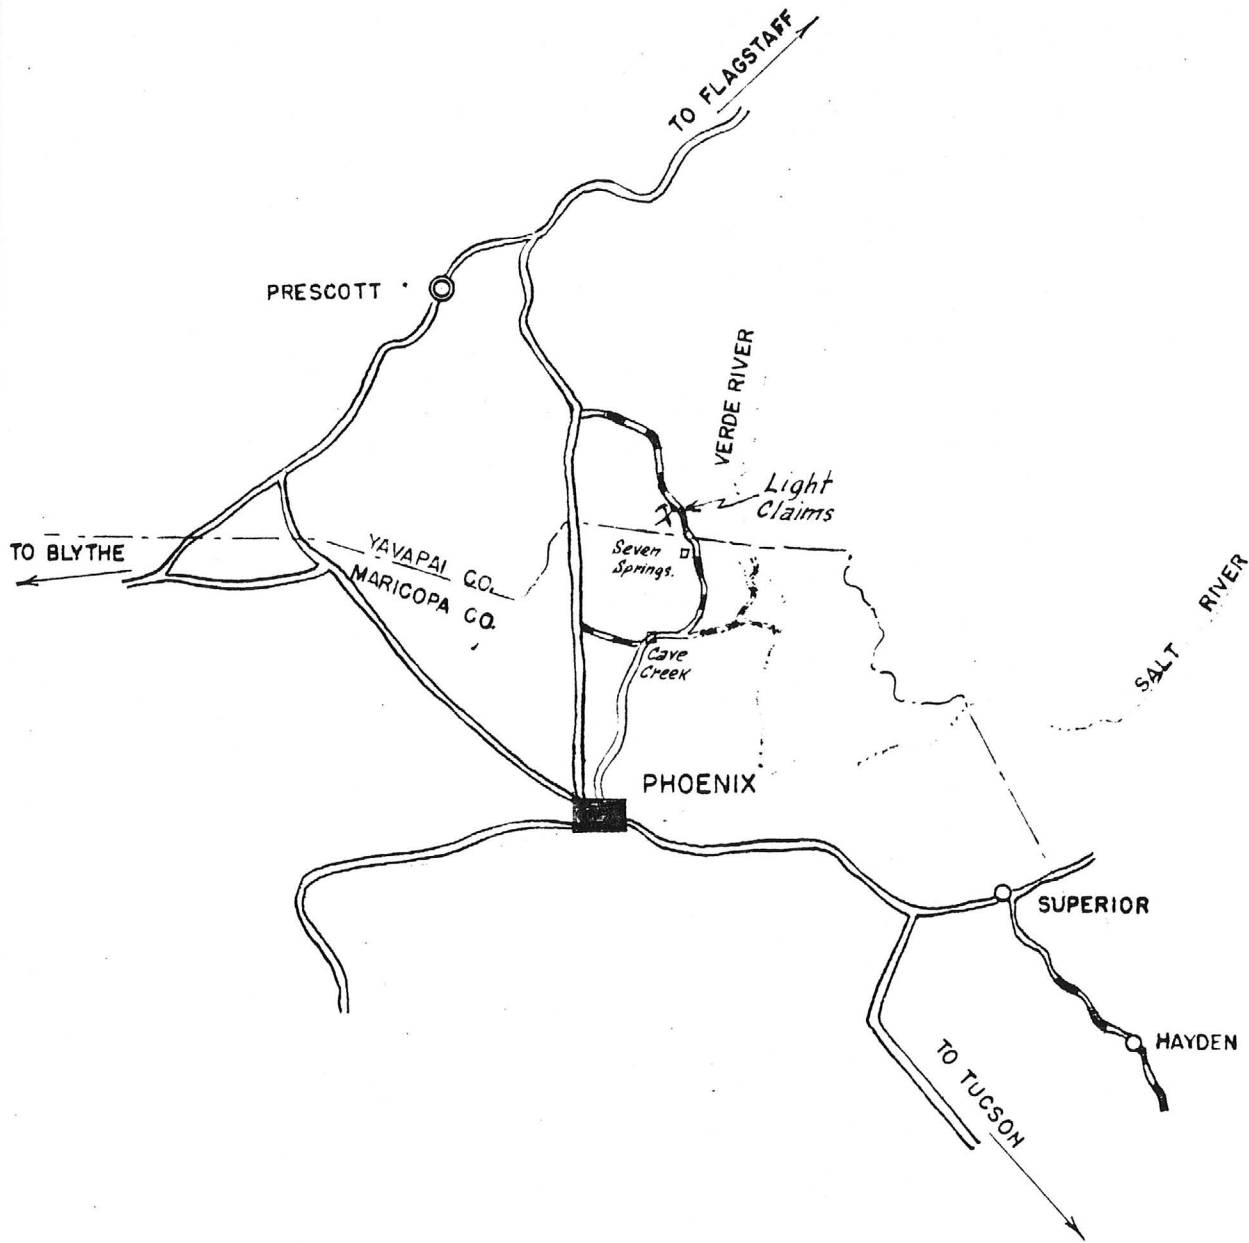 TO FLAGSTAFF
PRESCOTT
VERDE RIVER
Light
Claims
TO BLYTHE
YAVAPAI CO.
MARICOPA CO.
Seven
Springs.
SALT RIVER
Cave
Creek
PHOENIX
SUPERIOR
HAYDEN
TO TUCSON